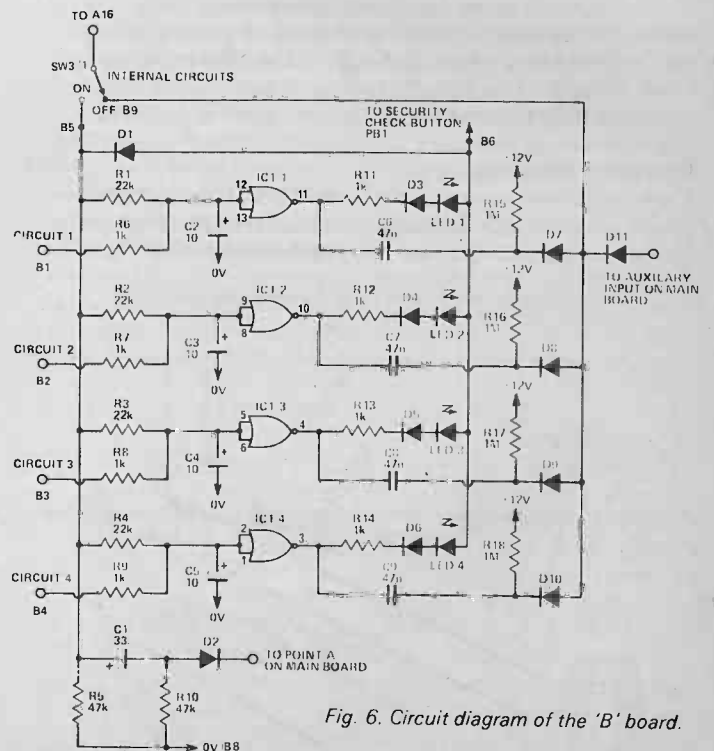 TO A16
SW3/1
INTERNAL CIRCUITS
ON
OFF B9
B5
D1
TO SECURITY
CHECK BUTTON
PB1
B6
R1
22k
12
13
IC1.1
11
R11
1k
D3
LED 1
+12V
R15
1M
CIRCUIT 1
B1
R6
1k
C2
10
+
0V
C6
47n
D7
D11
TO AUXILARY
INPUT ON MAIN
BOARD
R2
22k
9
8
IC1.2
10
R12
1k
D4
LED 2
+12V
R16
1M
CIRCUIT 2
B2
R7
1k
C3
10
+
0V
C7
47n
D8
R3
22k
5
6
IC1.3
4
R13
1k
D5
LED 3
+12V
R17
1M
CIRCUIT 3
B3
R8
1k
C4
10
+
0V
C8
47n
D9
R4
22k
2
1
IC1.4
3
R14
1k
D6
LED 4
+12V
R18
1M
CIRCUIT 4
B4
R9
1k
C5
10
+
0V
C9
47n
D10
C1
33
+
D2
TO POINT A
ON MAIN BOARD
R5
47k
R10
47k
0V B8
Fig. 6. Circuit diagram of the 'B' board.